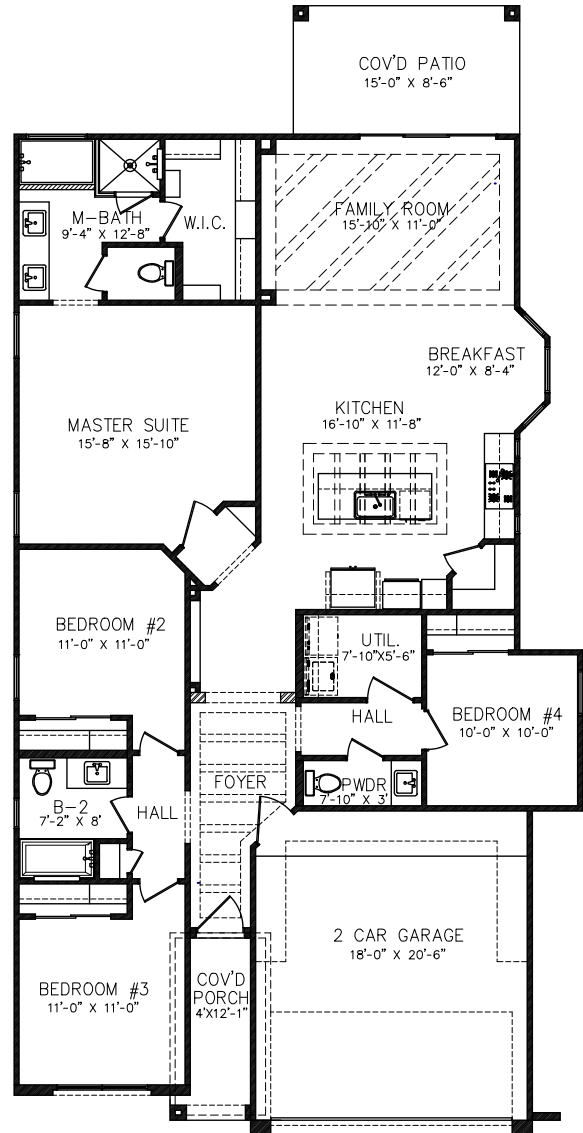 COV'D PATIO
15'-0" X 8'-6"
FAMILY ROOM
15'-10" X 11'-0"
M-BATH
9'-4" X 12'-8"
W.I.C.
BREAKFAST
12'-0" X 8'-4"
KITCHEN
16'-10" X 11'-8"
MASTER SUITE
15'-8" X 15'-10"
BEDROOM #2
11'-0" X 11'-0"
UTIL.
7'-10"X5'-6"
HALL
BEDROOM #4
10'-0" X 10'-0"
FOYER
PWDR
7'-10" X 3'
B-2
7'-2" X 8'
HALL
2 CAR GARAGE
18'-0" X 20'-6"
BEDROOM #3
11'-0" X 11'-0"
COV'D
PORCH
4'X12'-1"